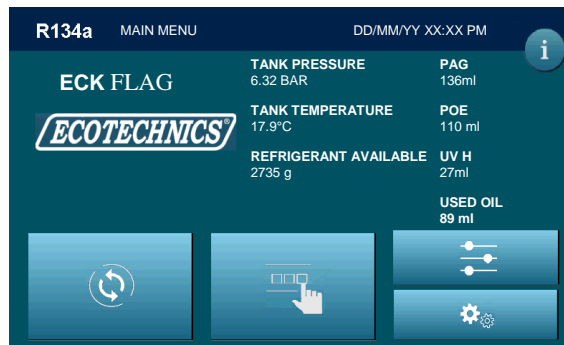 R134a MAIN MENU DD/MM/YY XX:XX PM
i
ECK FLAG
ECOTECHNICS®
TANK PRESSURE
6.32 BAR
TANK TEMPERATURE
17.9°C
REFRIGERANT AVAILABLE
2735 g
PAG
136ml
POE
110 ml
UV H
27ml
USED OIL
89 ml